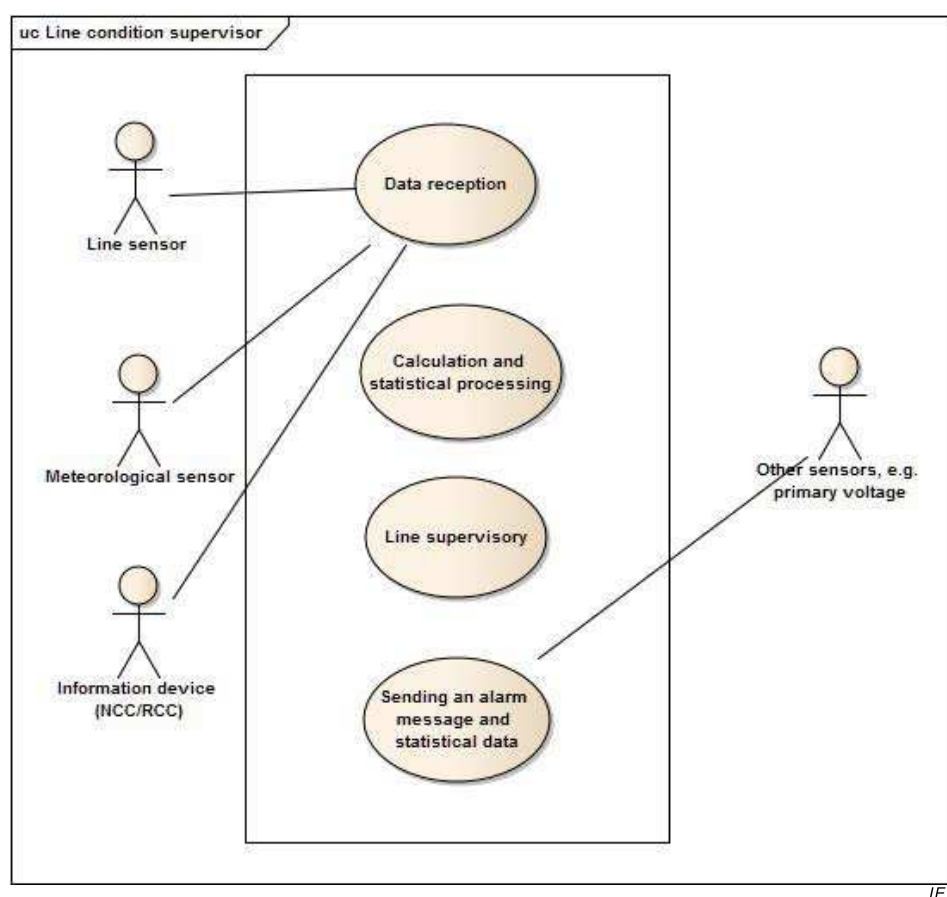 uc Line condition supervisor
Data reception
Line sensor
Calculation and
statistical processing
Meteorological sensor
Other sensors, e.g.
primary voltage
Line supervisory
Information device
(NCC/RCC)
Sending an alarm
message and
statistical data